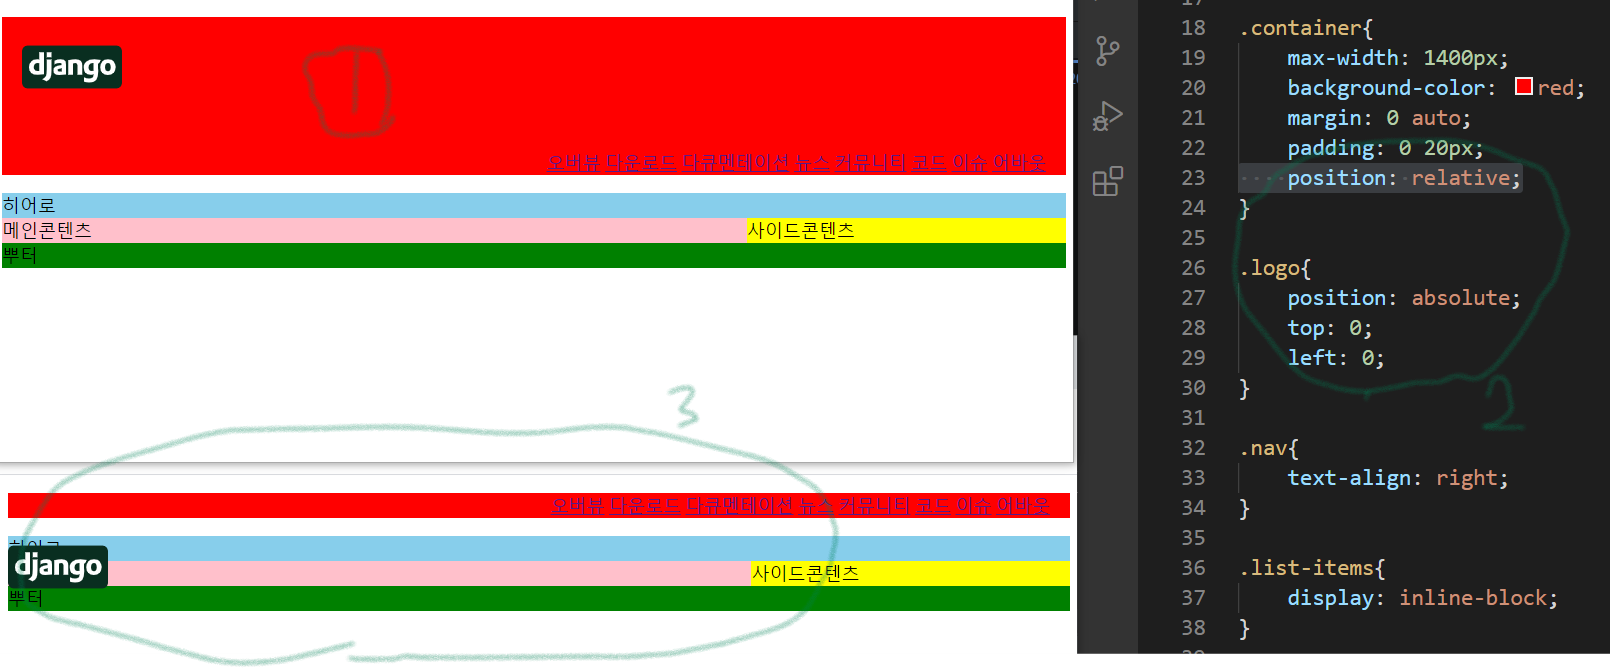 django
1
오버뷰 다운로드 다큐멘테이션 뉴스 커뮤니티 코드 이슈 어바웃
히어로
메인콘텐츠 사이드콘텐츠
뿌터
3
오버뷰 다운로드 다큐멘테이션 뉴스 커뮤니티 코드 이슈 어바웃
히어로
django
사이드콘텐츠
뿌터
17
18 .container{
19 max-width: 1400px;
20 background-color: red;
21 margin: 0 auto;
22 padding: 0 20px;
23 position: relative;
24 }
25
26 .logo{
27 position: absolute;
28 top: 0;
29 left: 0;
30 }
31
32 .nav{
33 text-align: right;
34 }
35
36 .list-items{
37 display: inline-block;
38 }
2